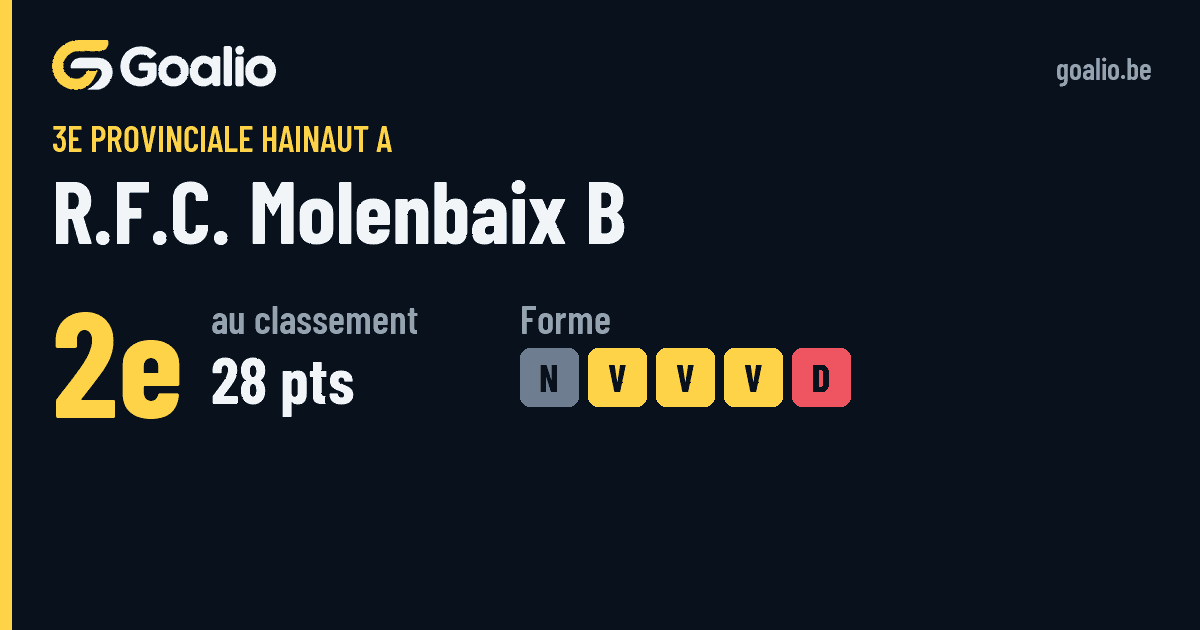 Goalio
goalio.be
3E PROVINCIALE HAINAUT A
R.F.C. Molenbaix B
2e
au classement
28 pts
Forme
N V V V D